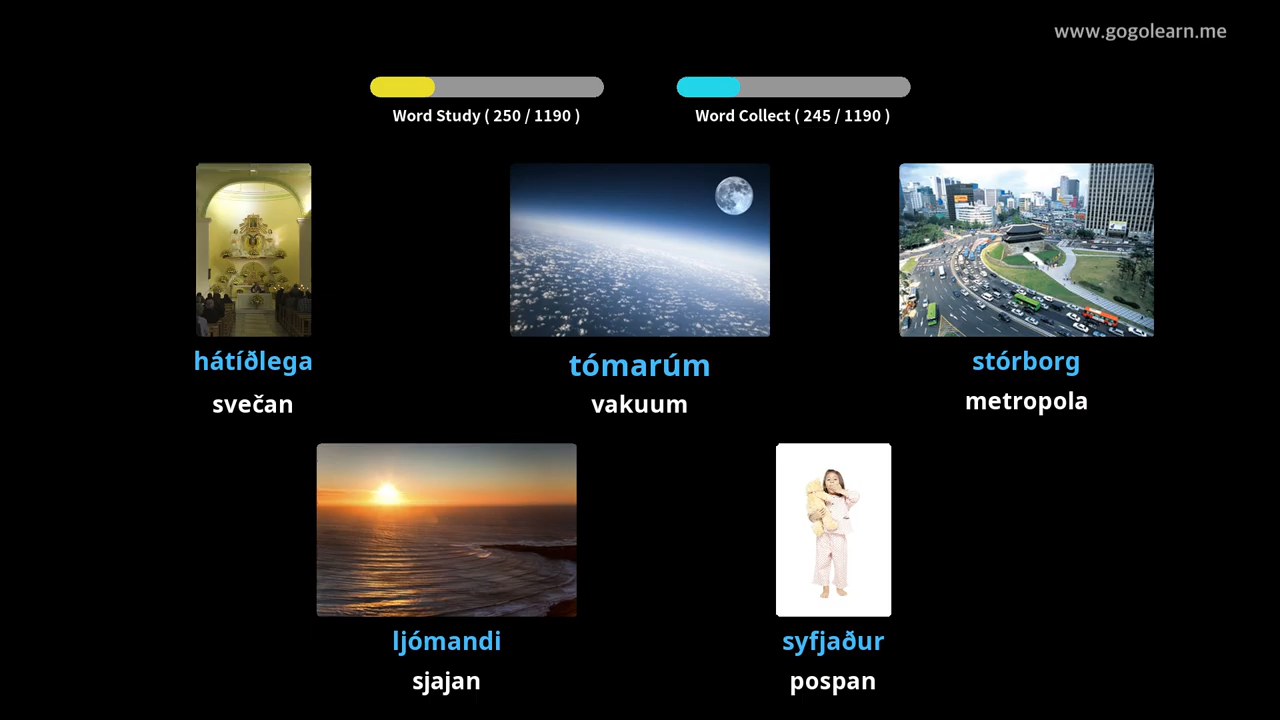 www.gogolearn.me
Word Study ( 250 / 1190 )
Word Collect ( 245 / 1190 )
hátíðlega
svečan
tómarúm
vakuum
stórborg
metropola
ljómandi
sjajan
syfjaður
pospan